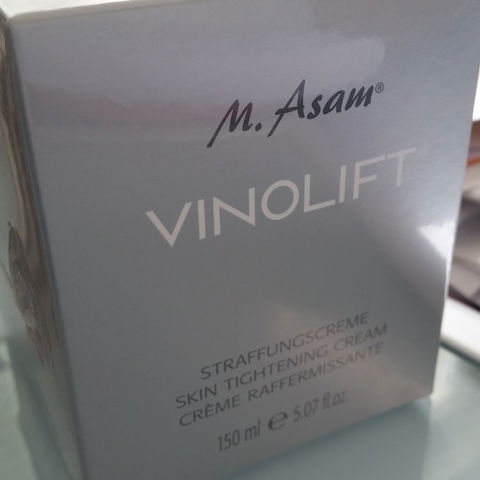 M. Asam®
VINOLIFT
STRAFFUNGSCREME
SKIN TIGHTENING CREAM
CRÈME RAFFERMISSANTE
150 ml ℮ 5.07 fl.oz.